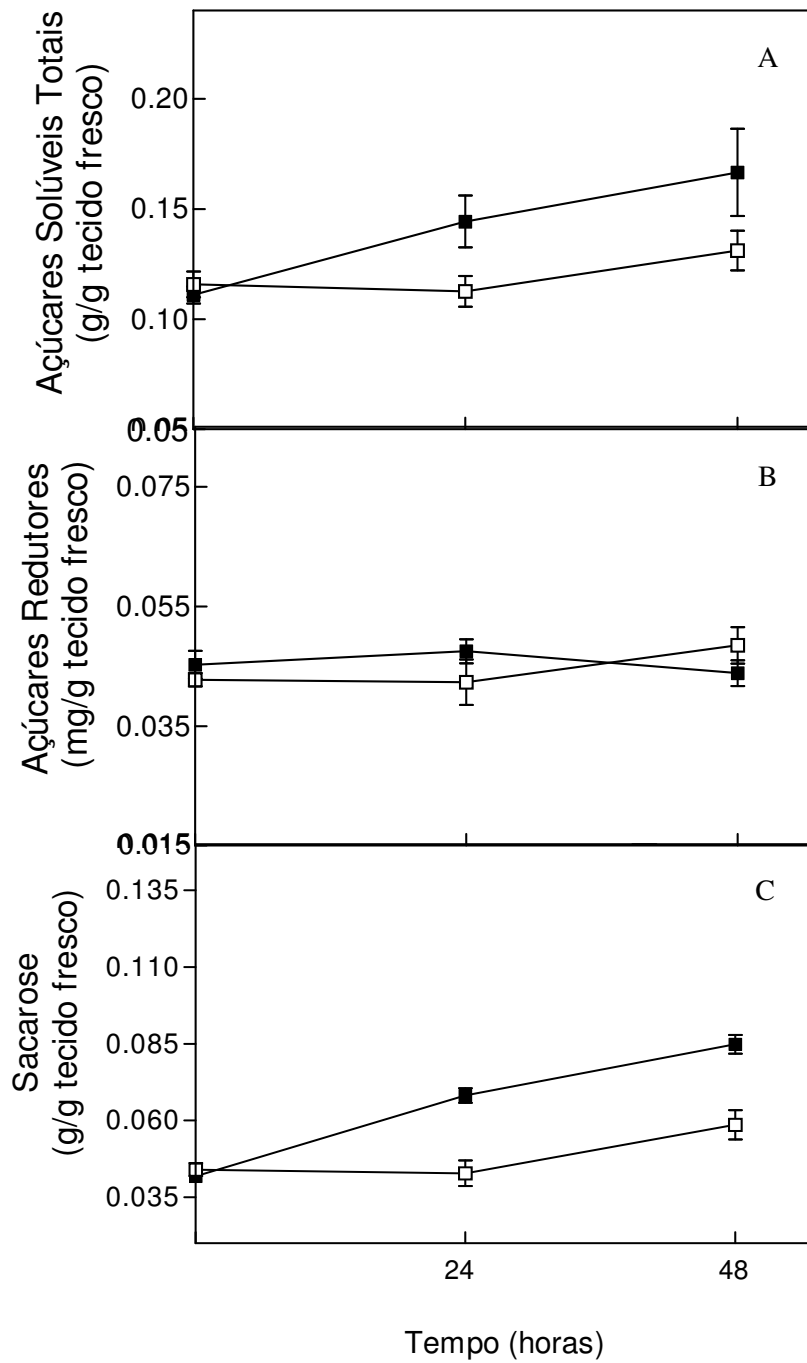 A
Açúcares Solúveis Totais
(g/g tecido fresco)
0.20
0.15
0.10
0.05
B
Açúcares Redutores
(mg/g tecido fresco)
0.075
0.055
0.035
0.015
C
Sacarose
(g/g tecido fresco)
0.135
0.110
0.085
0.060
0.035
24
48
Tempo (horas)